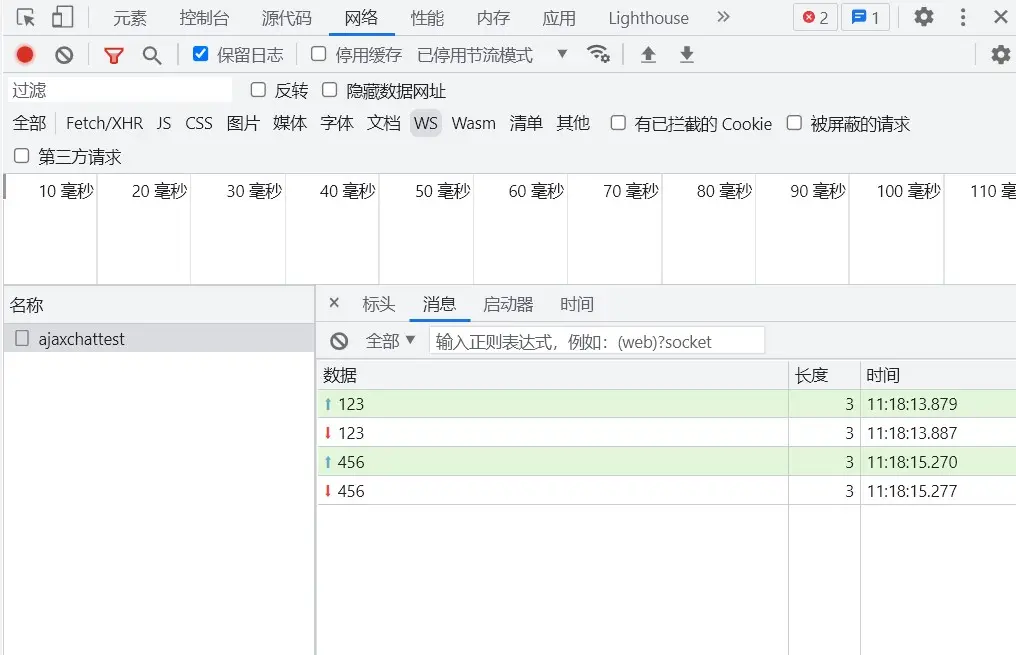 元素 控制台 源代码 网络 性能 内存 应用 Lighthouse » 2 1
保留日志 停用缓存 已停用节流模式
过滤 反转 隐藏数据网址
全部 Fetch/XHR JS CSS 图片 媒体 字体 文档 WS Wasm 清单 其他 有已拦截的 Cookie 被屏蔽的请求
第三方请求
10 毫秒 20 毫秒 30 毫秒 40 毫秒 50 毫秒 60 毫秒 70 毫秒 80 毫秒 90 毫秒 100 毫秒 110 毫
名称 × 标头 消息 启动器 时间
ajaxchattest 全部 输入正则表达式，例如：(web)?socket
数据 长度 时间
123 3 11:18:13.879
123 3 11:18:13.887
456 3 11:18:15.270
456 3 11:18:15.277